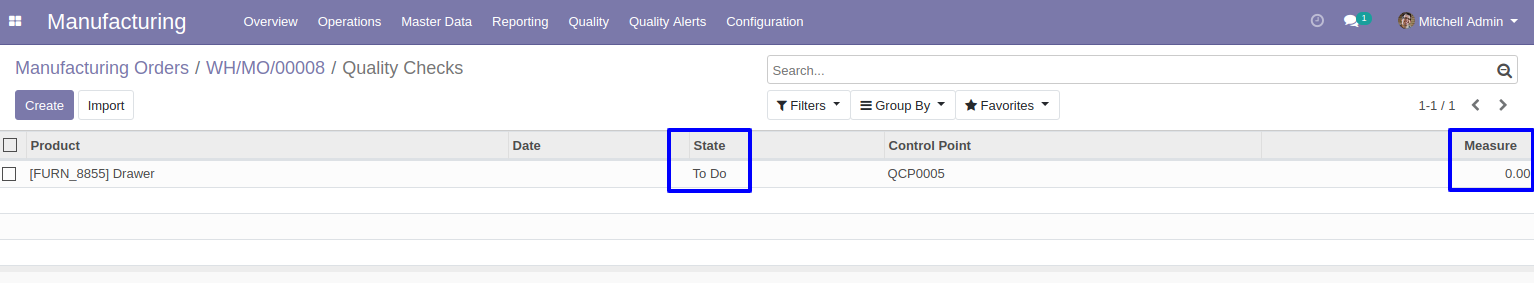 Manufacturing Overview Operations Master Data Reporting Quality Quality Alerts Configuration 1 Mitchell Admin
Manufacturing Orders / WH/MO/00008 / Quality Checks
Search...
Create Import Filters Group By Favorites 1-1 / 1
Product Date State Control Point Measure
[FURN_8855] Drawer To Do QCP0005 0.00